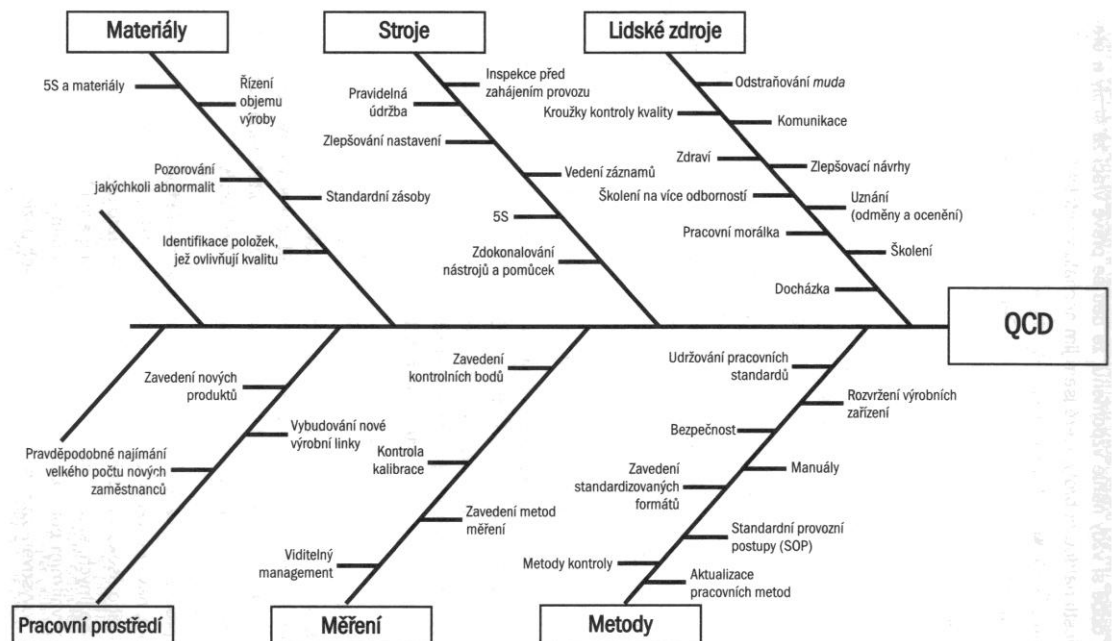 Materiály
Stroje
Lidské zdroje
5S a materiály
Řízení
objemu
výroby
Pozorování
jakýchkoli abnormalit
Standardní zásoby
Identifikace položek,
jež ovlivňují kvalitu
Inspekce před
zahájením provozu
Pravidelná
údržba
Zlepšování nastavení
Vedení záznamů
5S
Zdokonalování
nástrojů a pomůcek
Odstraňování muda
Kroužky kontroly kvality
Komunikace
Zdraví
Zlepšovací návrhy
Školení na více odborností
Uznání
(odměny a ocenění)
Pracovní morálka
Školení
Docházka
QCD
Zavedení nových
produktů
Vybudování nové
výrobní linky
Pravděpodobné najímání
velkého počtu nových
zaměstnanců
Zavedení
kontrolních bodů
Kontrola
kalibrace
Zavedení metod
měření
Viditelný
management
Udržování pracovních
standardů
Rozvržení výrobních
zařízení
Bezpečnost
Manuály
Zavedení
standardizovaných
formátů
Standardní provozní
postupy (SOP)
Metody kontroly
Aktualizace
pracovních metod
Pracovní prostředí
Měření
Metody